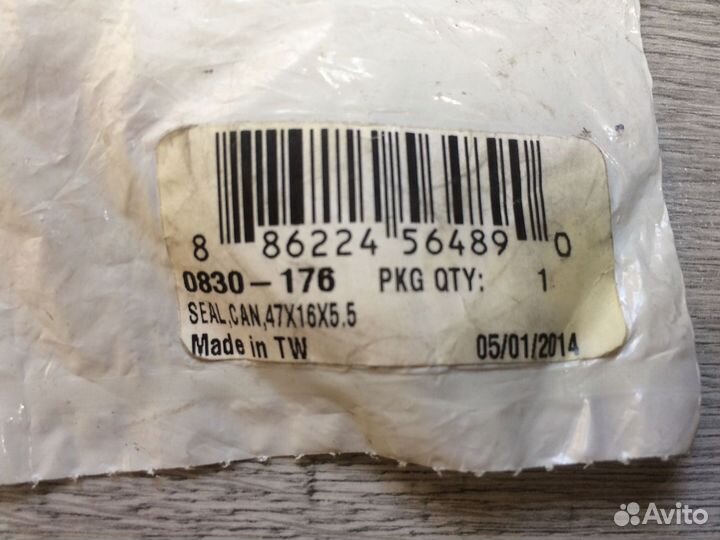 8 86224 56489 0
0830-176 PKG QTY: 1
SEAL,CAN,47X16X5.5
Made in TW 05/01/2014
Avito